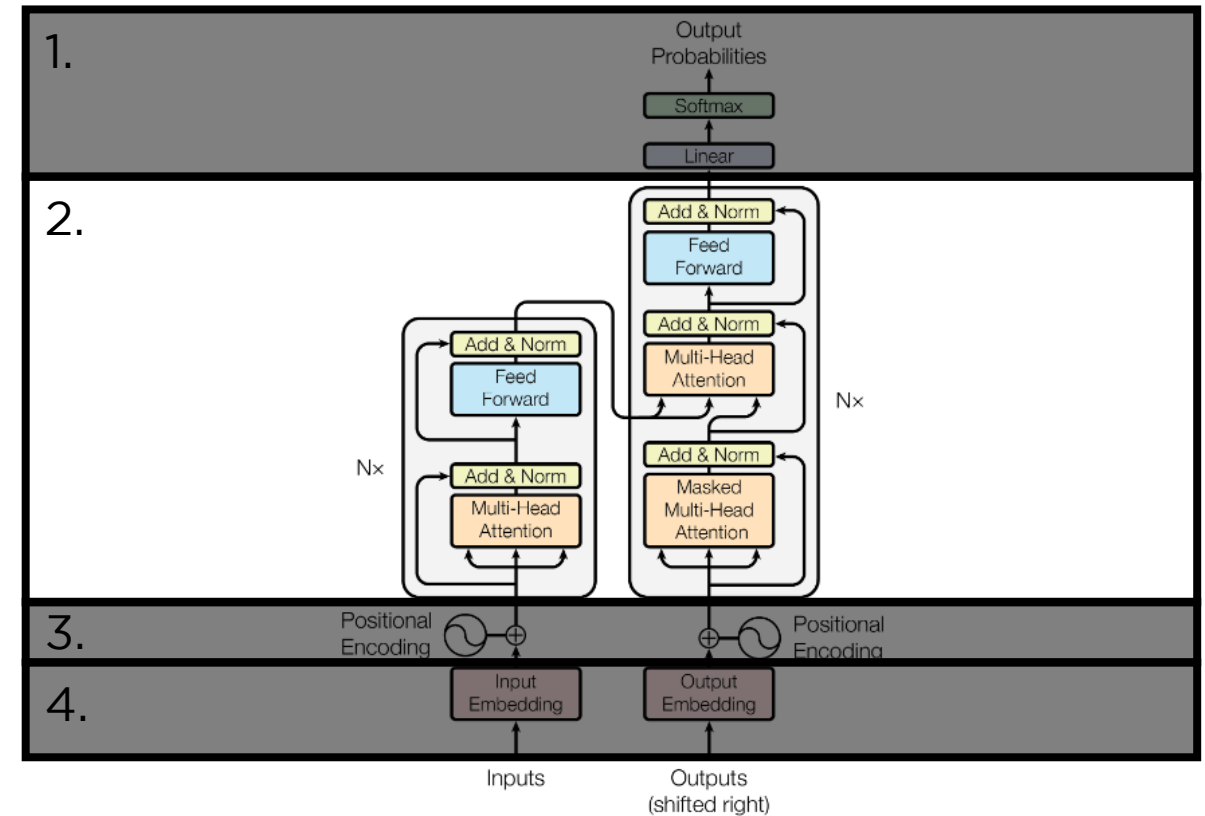 1.
Output
Probabilities
Softmax
Linear
2.
Add & Norm
Feed
Forward
Add & Norm
Multi-Head
Attention
Nx
Add & Norm
Masked
Multi-Head
Attention
Add & Norm
Feed
Forward
Nx
Add & Norm
Multi-Head
Attention
3.
Positional
Encoding
Positional
Encoding
4.
Input
Embedding
Output
Embedding
Inputs
Outputs
(shifted right)